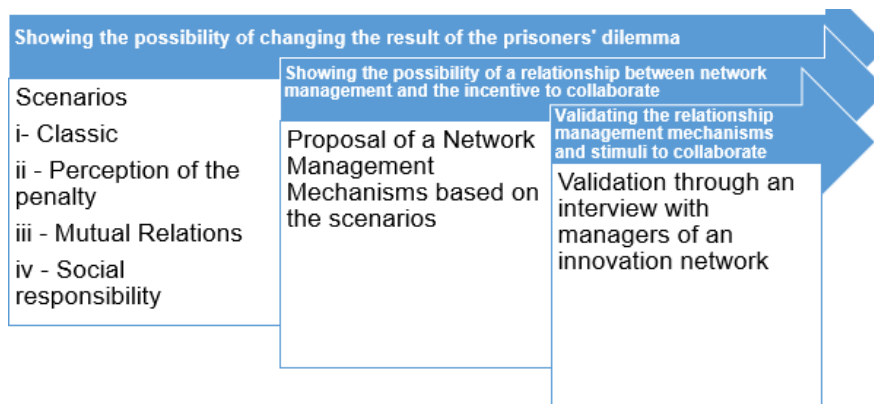 Showing the possibility of changing the result of the prisoners' dilemma
Scenarios
i- Classic
ii - Perception of the
penalty
iii - Mutual Relations
iv - Social
responsibility
Showing the possibility of a relationship between network
management and the incentive to collaborate
Proposal of a Network
Management
Mechanisms based on
the scenarios
Validating the relationship
management mechanisms
and stimuli to collaborate
Validation through an
interview with
managers of an
innovation network